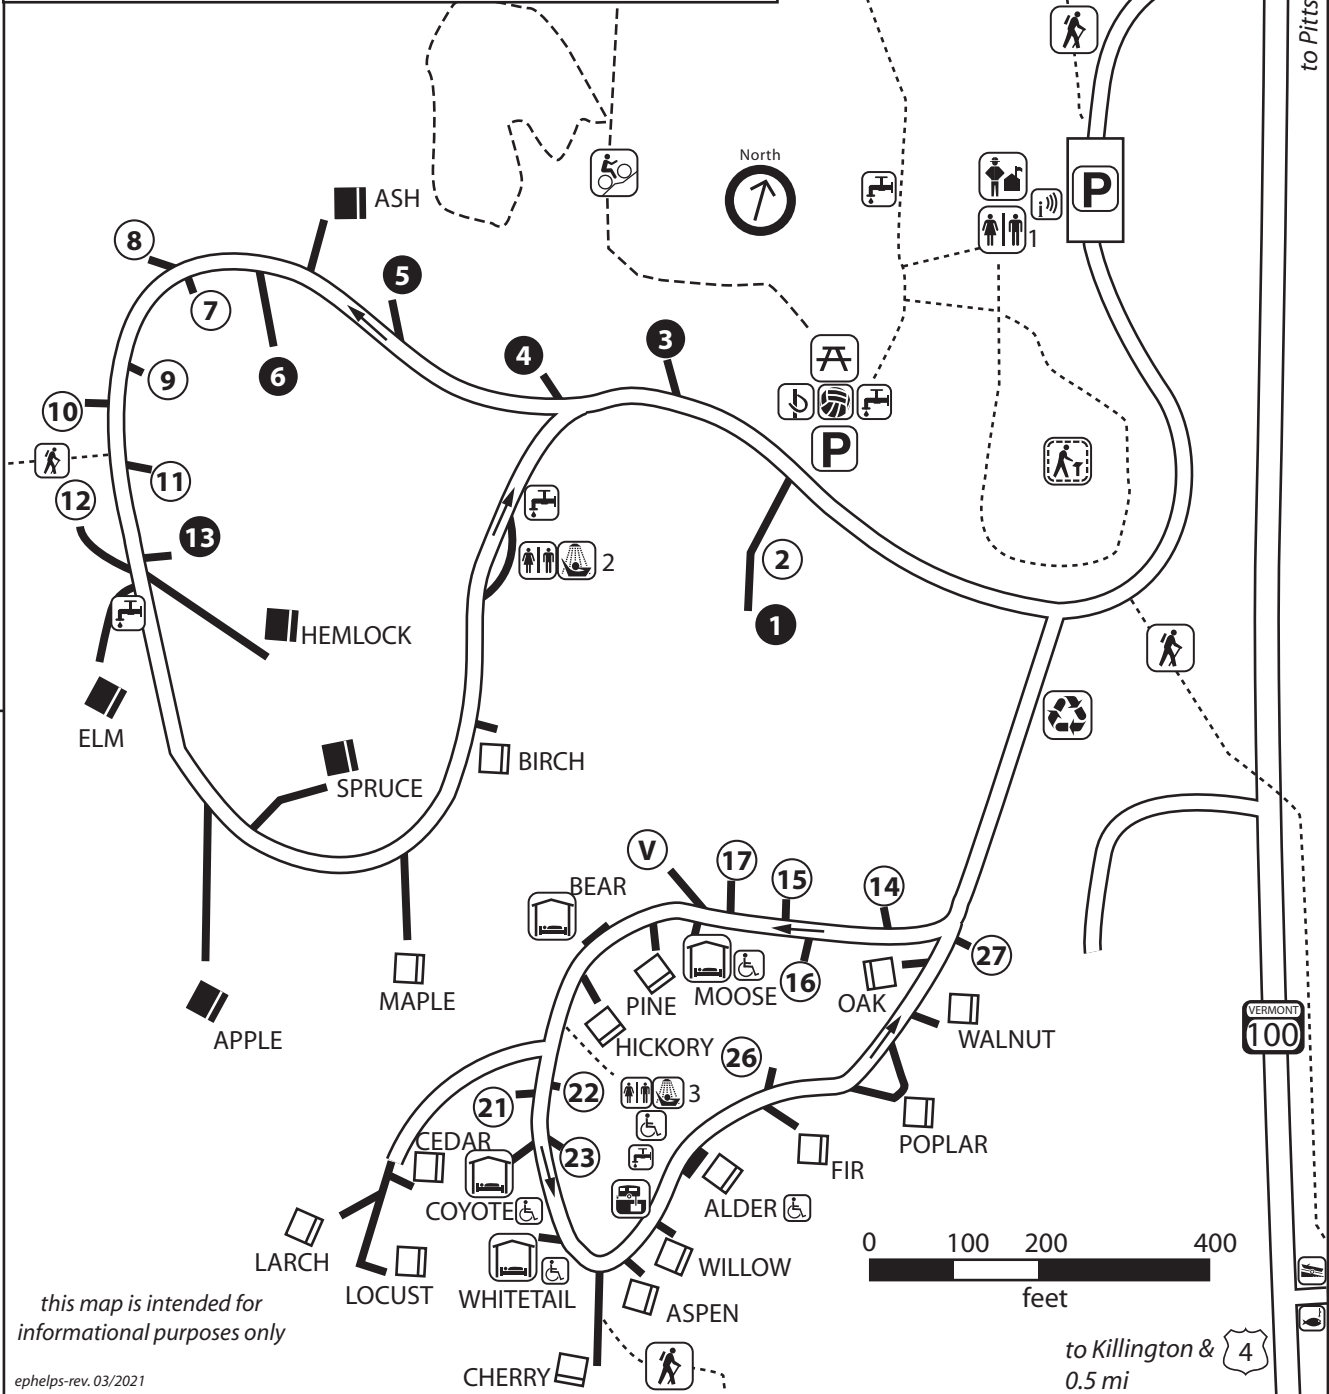 to Pitts
North
P
1
ASH
8
5
7
3
4
6
9
10
P
11
12
13
2
2
1
HEMLOCK
ELM
BIRCH
SPRUCE
V
17
15
14
BEAR
27
16
MAPLE
PINE
MOOSE
OAK
WALNUT
APPLE
HICKORY
VERMONT
100
26
22
3
21
CEDAR
23
POPLAR
FIR
COYOTE
ALDER
LARCH
WILLOW
0 100 200 400
feet
LOCUST
WHITETAIL
ASPEN
this map is intended for
informational purposes only
CHERRY
to Killington & 4
0.5 mi
ephelps-rev. 03/2021